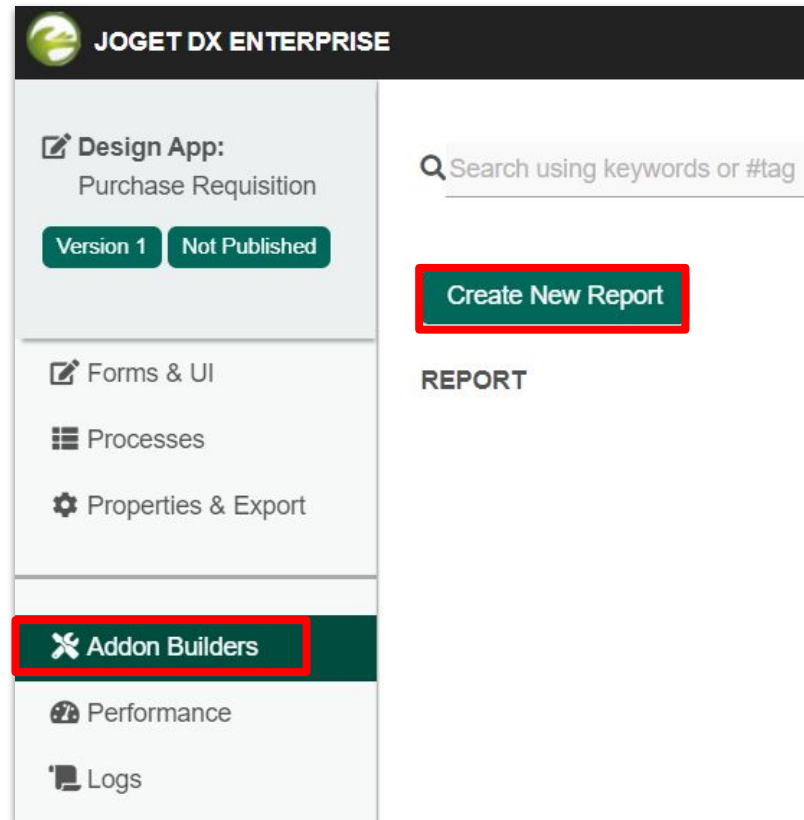 JOGET DX ENTERPRISE
Design App:
Purchase Requisition
Version 1 Not Published
Search using keywords or #tag
Create New Report
REPORT
Forms & UI
Processes
Properties & Export
Addon Builders
Performance
Logs